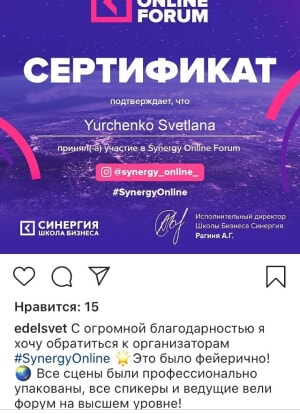 ONLINE
FORUM
СЕРТИФИКАТ
подтверждает, что
Yurchenko Svetlana
принял(-а) участие в Synergy Online Forum
@synergy_online_
#SynergyOnline
СИНЕРГИЯ
ШКОЛА БИЗНЕСА
Исполнительный директор
Школы Бизнеса Синергия
Рагиня А.Г.
Нравится: 15
edelsvet С огромной благодарностью я
хочу обратиться к организаторам
#SynergyOnline 🌟Это было фейерично!
🌏 Все сцены были профессионально
упакованы, все спикеры и ведущие вели
форум на высшем уровне!